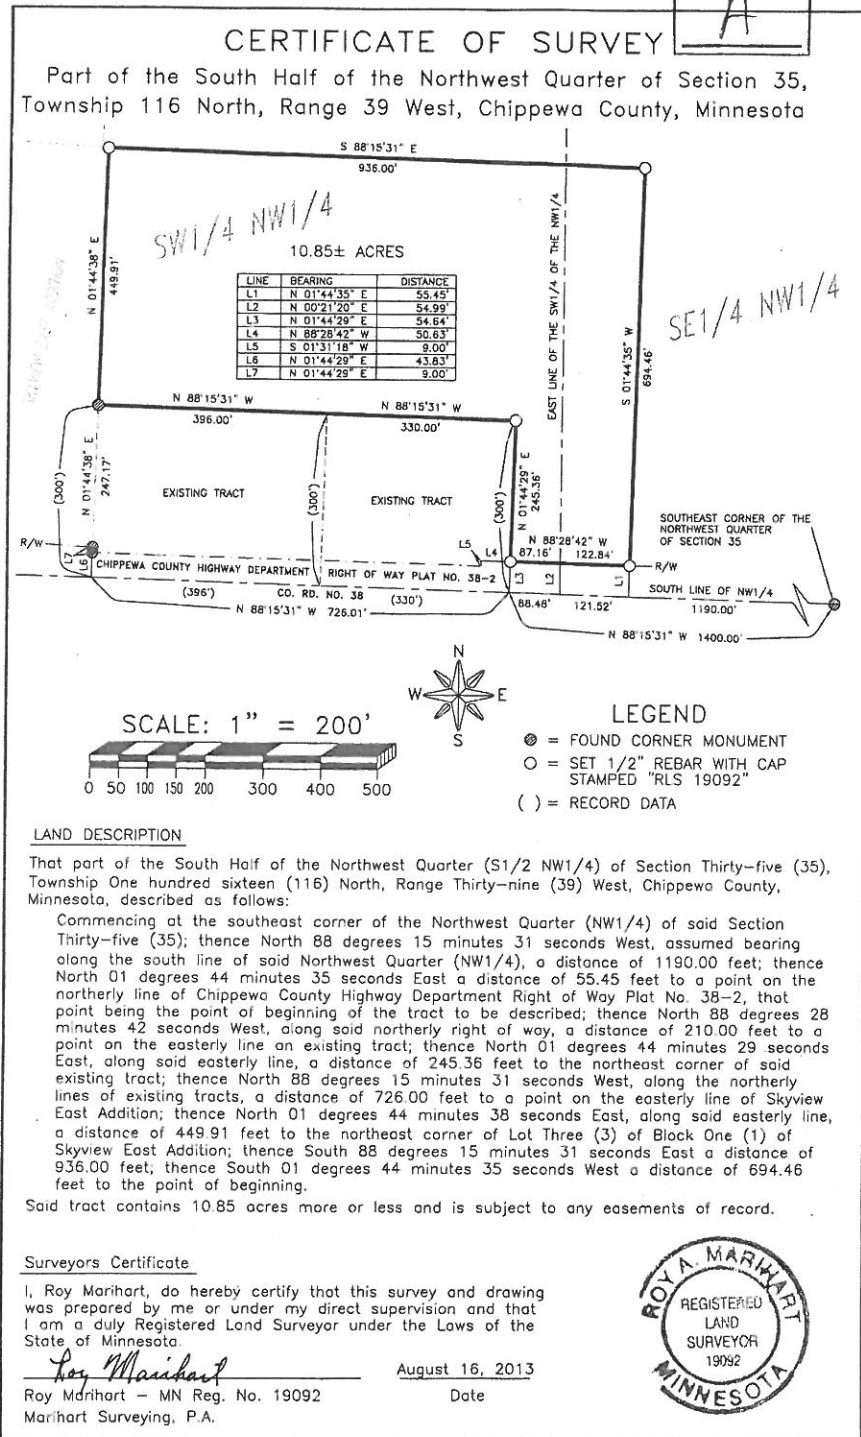 A
CERTIFICATE OF SURVEY
Part of the South Half of the Northwest Quarter of Section 35,
Township 116 North, Range 39 West, Chippewa County, Minnesota
S 88°15'31" E
936.00'
SW1/4 NW1/4
N 01°44'38" E
449.91'
10.85± ACRES
LINE BEARING DISTANCE
L1 N 01°44'35" E 55.45'
L2 N 00°21'20" E 54.99'
L3 N 01°44'29" E 54.64'
L4 N 88°28'42" W 50.63'
L5 S 01°31'18" W 9.00'
L6 N 01°44'29" E 43.83'
L7 N 01°44'29" E 9.00'
EAST LINE OF THE SW1/4 OF THE NW1/4
S 01°44'35" W
694.46'
SE1/4 NW1/4
N 88°15'31" W
396.00'
N 88°15'31" W
330.00'
(300')
N 01°44'38" E
247.17'
EXISTING TRACT
(300')
EXISTING TRACT
(300')
N 01°44'29" E
245.36'
N 88°28'42" W
87.16' 122.84'
SOUTHEAST CORNER OF THE
NORTHWEST QUARTER
OF SECTION 35
R/W
L7
L6
L5
L4
L3
L2
L1
R/W
CHIPPEWA COUNTY HIGHWAY DEPARTMENT RIGHT OF WAY PLAT NO. 38-2
(396') CO. RD. NO. 38 (330')
N 88°15'31" W 726.01'
88.48' 121.52'
SOUTH LINE OF NW1/4
1190.00'
N 88°15'31" W 1400.00'
N
W E
S
SCALE: 1" = 200'
0 50 100 150 200 300 400 500
LEGEND
= FOUND CORNER MONUMENT
= SET 1/2" REBAR WITH CAP
STAMPED "RLS 19092"
( ) = RECORD DATA
LAND DESCRIPTION
That part of the South Half of the Northwest Quarter (S1/2 NW1/4) of Section Thirty-five (35),
Township One hundred sixteen (116) North, Range Thirty-nine (39) West, Chippewa County,
Minnesota, described as follows:
Commencing at the southeast corner of the Northwest Quarter (NW1/4) of said Section
Thirty-five (35); thence North 88 degrees 15 minutes 31 seconds West, assumed bearing
along the south line of said Northwest Quarter (NW1/4), a distance of 1190.00 feet; thence
North 01 degrees 44 minutes 35 seconds East a distance of 55.45 feet to a point on the
northerly line of Chippewa County Highway Department Right of Way Plat No. 38-2, that
point being the point of beginning of the tract to be described; thence North 88 degrees 28
minutes 42 seconds West, along said northerly right of way, a distance of 210.00 feet to a
point on the easterly line an existing tract; thence North 01 degrees 44 minutes 29 seconds
East, along said easterly line, a distance of 245.36 feet to the northeast corner of said
existing tract; thence North 88 degrees 15 minutes 31 seconds West, along the northerly
lines of existing tracts, a distance of 726.00 feet to a point on the easterly line of Skyview
East Addition; thence North 01 degrees 44 minutes 38 seconds East, along said easterly line,
a distance of 449.91 feet to the northeast corner of Lot Three (3) of Block One (1) of
Skyview East Addition; thence South 88 degrees 15 minutes 31 seconds East a distance of
936.00 feet; thence South 01 degrees 44 minutes 35 seconds West a distance of 694.46
feet to the point of beginning.
Said tract contains 10.85 acres more or less and is subject to any easements of record.
Surveyors Certificate
I, Roy Marihart, do hereby certify that this survey and drawing
was prepared by me or under my direct supervision and that
I am a duly Registered Land Surveyor under the Laws of the
State of Minnesota.
Roy Marihart
August 16, 2013
Roy Marihart – MN Reg. No. 19092
Date
Marihart Surveying, P.A.
ROY A. MARIHART
REGISTERED
LAND
SURVEYOR
19092
MINNESOTA